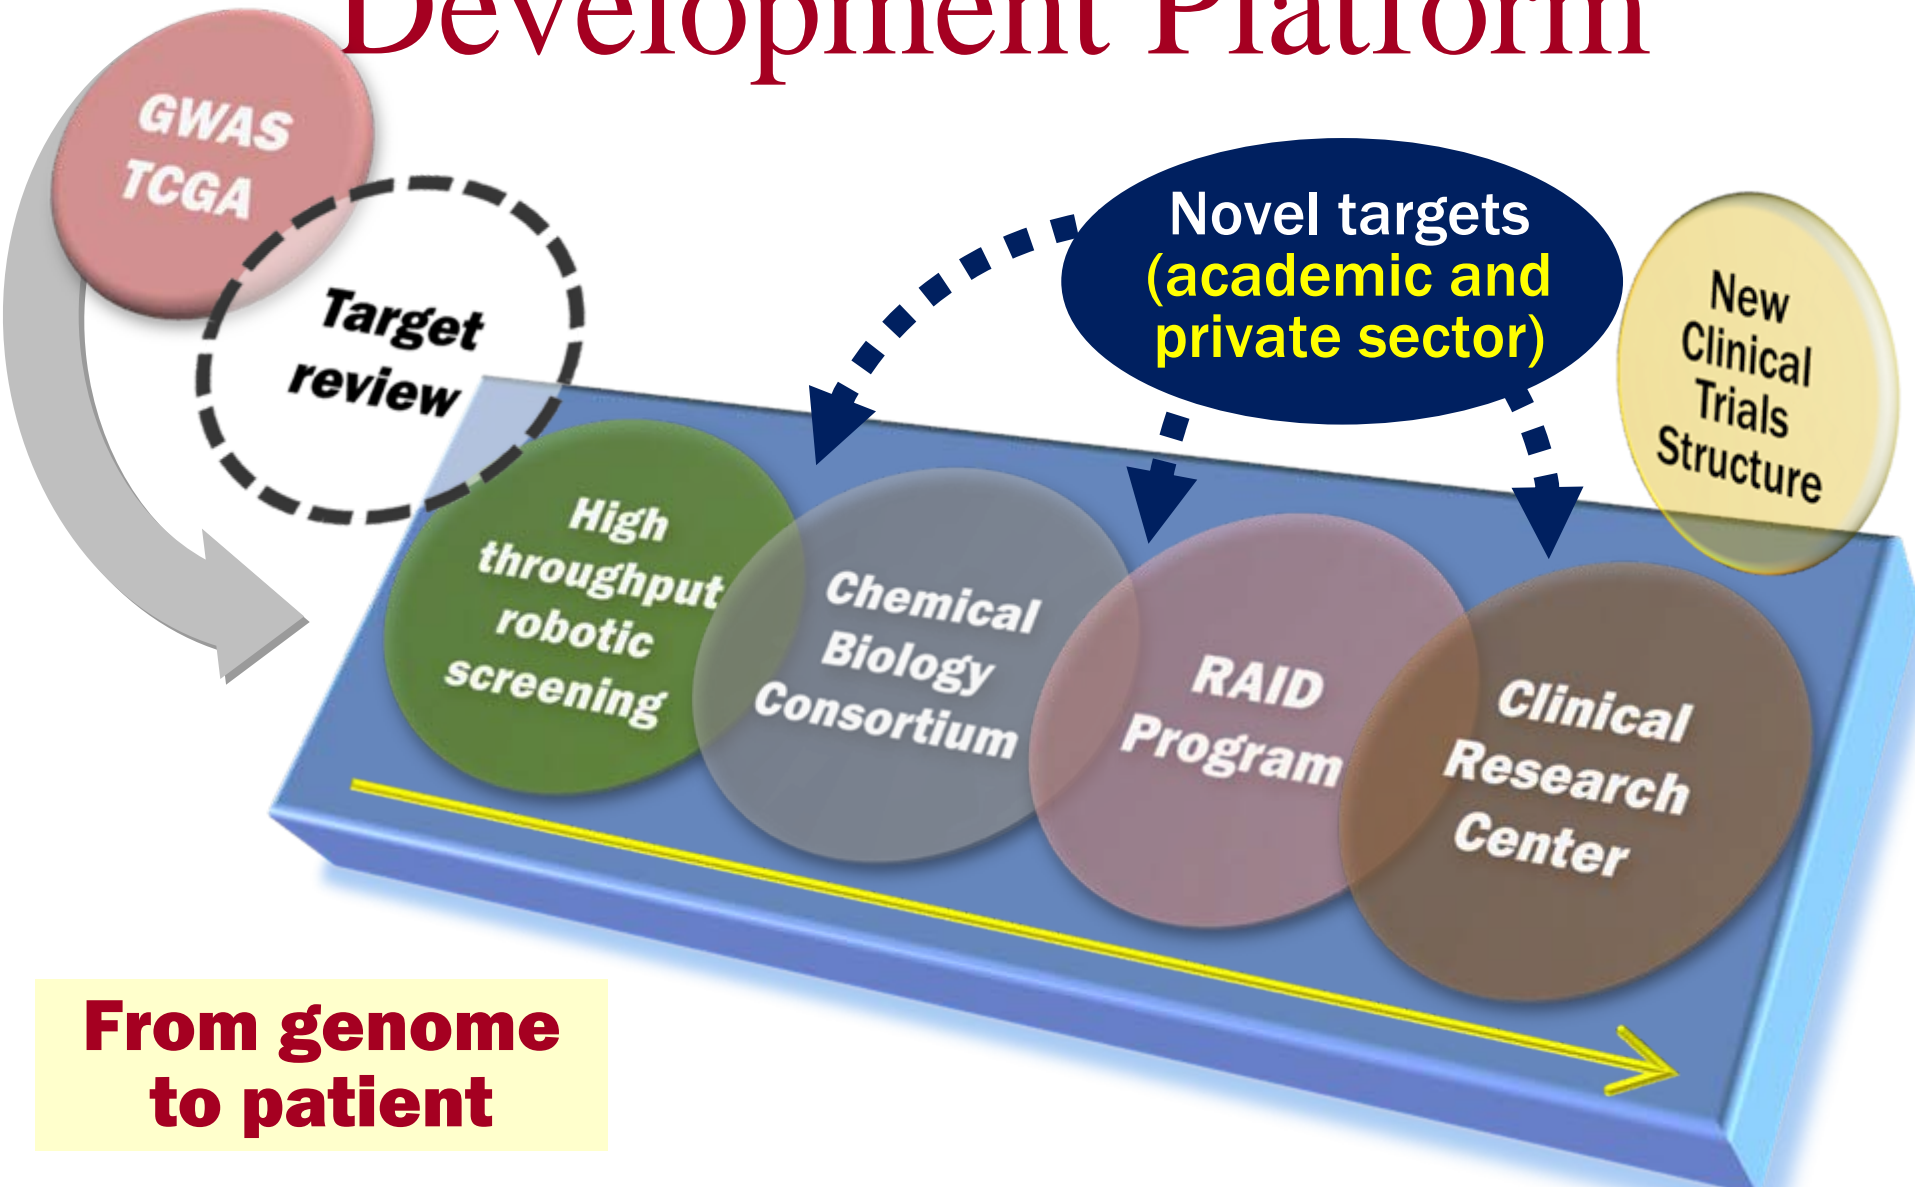 Development Platform
GWAS
TCGA
Target
review
Novel targets
(academic and
private sector)
New
Clinical
Trials
Structure
High
throughput
robotic
screening
Chemical
Biology
Consortium
RAID
Program
Clinical
Research
Center
From genome
to patient